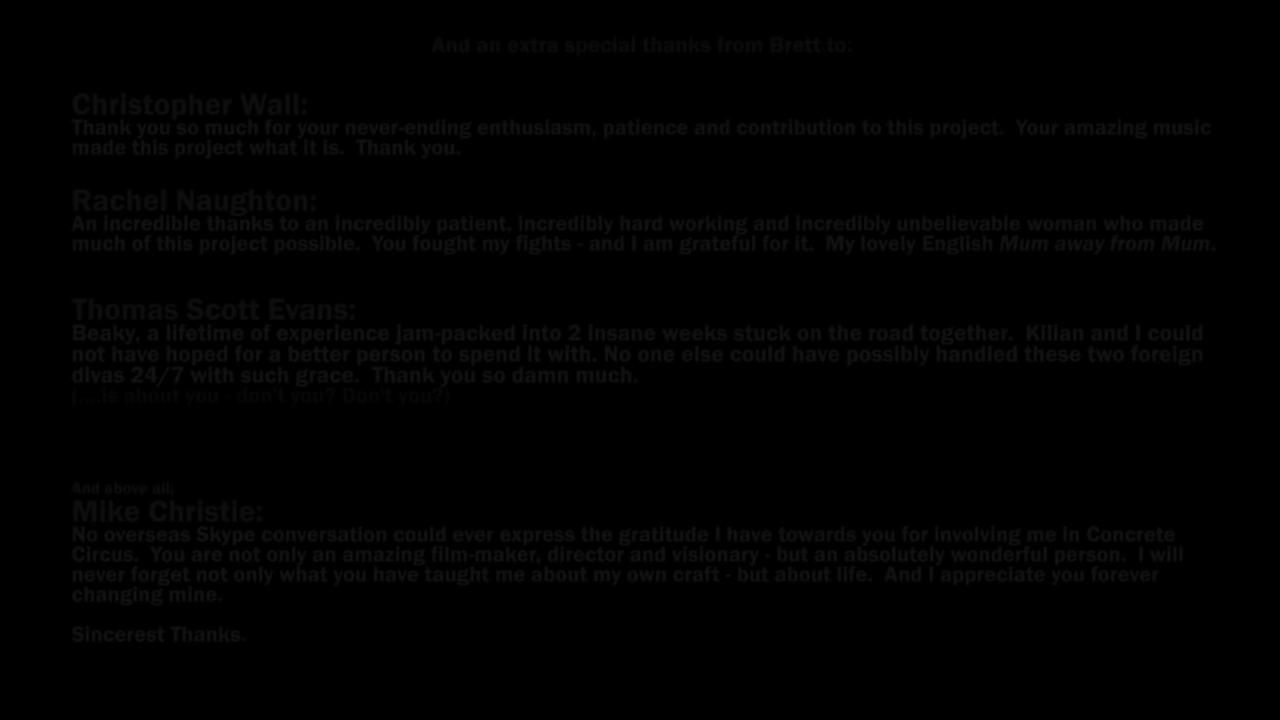 And an extra special thanks from Brett to:
Christopher Wall:
Thank you so much for your never-ending enthusiasm, patience and contribution to this project.  Your amazing music
made this project what it is.  Thank you.
Rachel Naughton:
An incredible thanks to an incredibly patient, incredibly hard working and incredibly unbelievable woman who made
much of this project possible.  You fought my fights - and I am grateful for it.  My lovely English Mum away from Mum.
Thomas Scott Evans:
Beaky, a lifetime of experience jam-packed into 2 insane weeks stuck on the road together.  Kilian and I could
not have hoped for a better person to spend it with. No one else could have possibly handled these two foreign
divas 24/7 with such grace.  Thank you so damn much.
(....is about you - don't you? Don't you?)
And above all;
Mike Christie:
No overseas Skype conversation could ever express the gratitude I have towards you for involving me in Concrete
Circus.  You are not only an amazing film-maker, director and visionary - but an absolutely wonderful person.  I will
never forget not only what you have taught me about my own craft - but about life.  And I appreciate you forever
changing mine.
Sincerest Thanks.